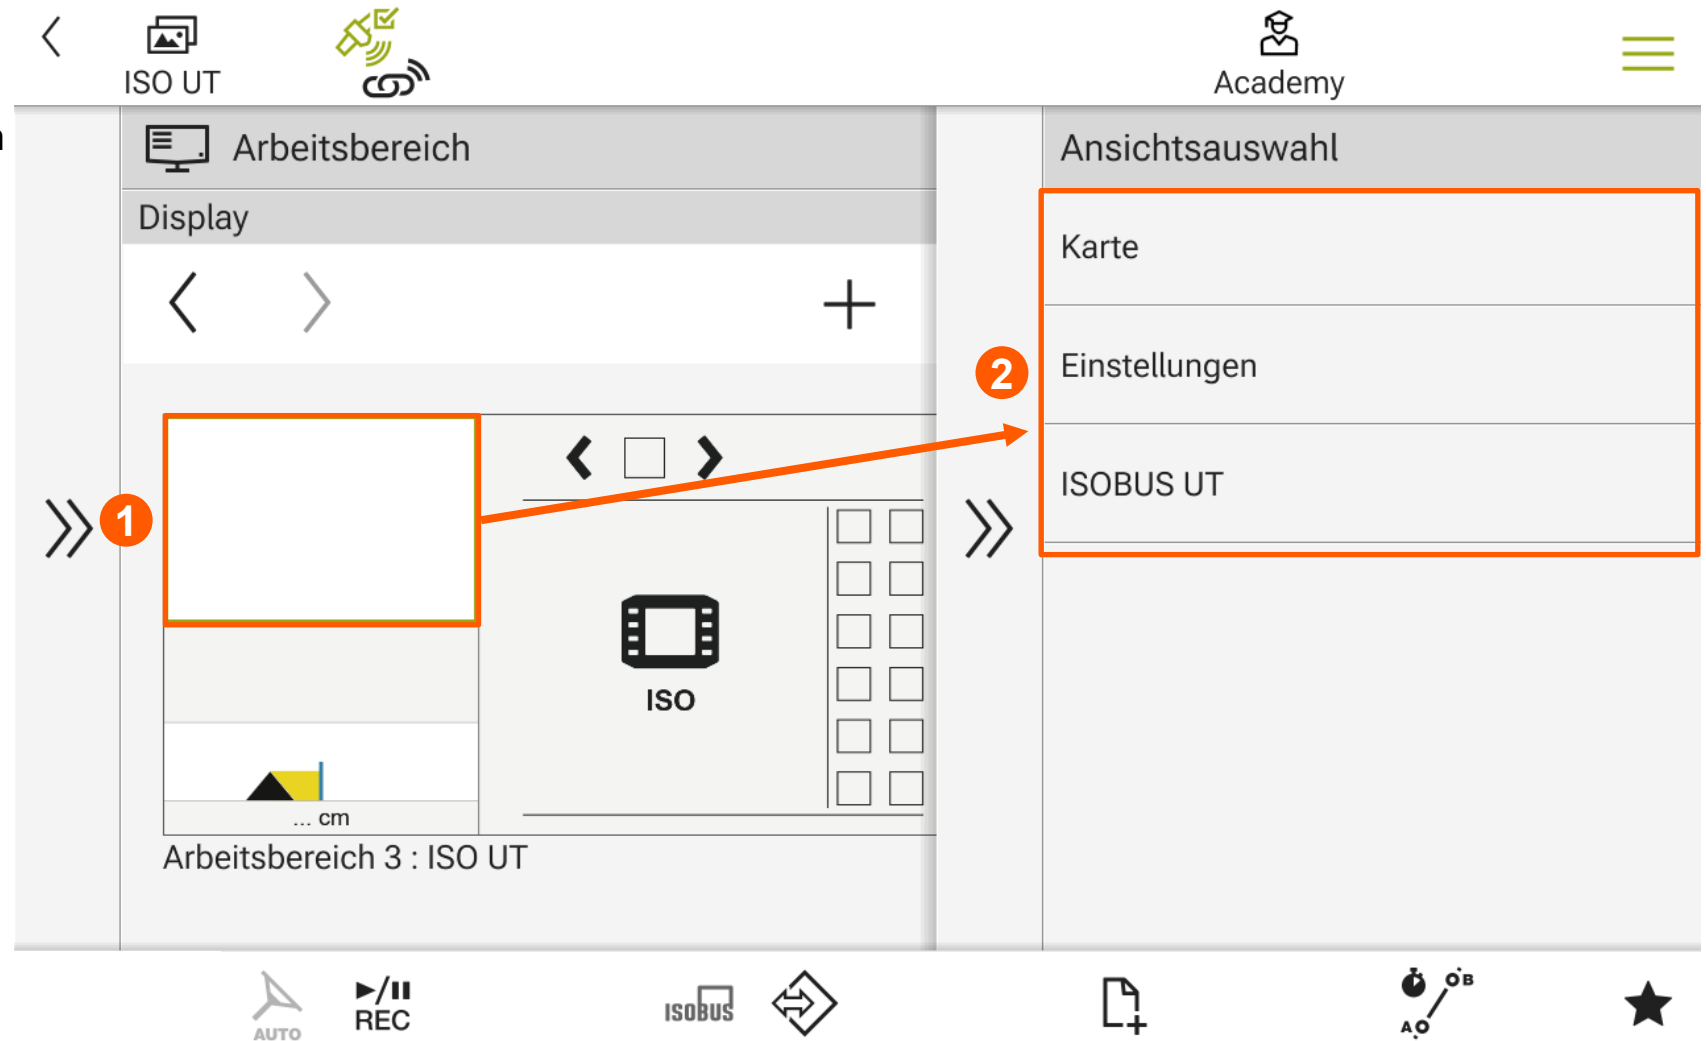 ISO UT
Academy
n
Arbeitsbereich
Ansichtsauswahl
Display
Karte
Einstellungen
2
ISOBUS UT
1
ISO
... cm
Arbeitsbereich 3 : ISO UT
AUTO
REC
ISOBUS
A
B